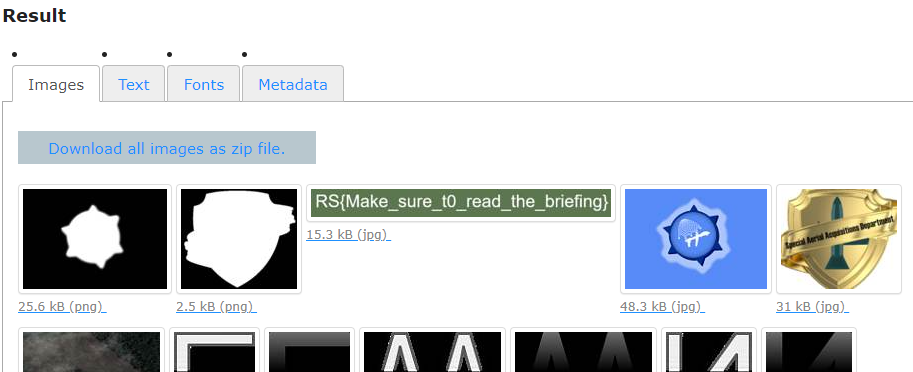 Result
Images
Text
Fonts
Metadata
Download all images as zip file.
RS{Make_sure_t0_read_the_briefing}
Special Aerial Acquisitions Department
25.6 kB (png)
2.5 kB (png)
15.3 kB (jpg)
48.3 kB (jpg)
31 kB (jpg)